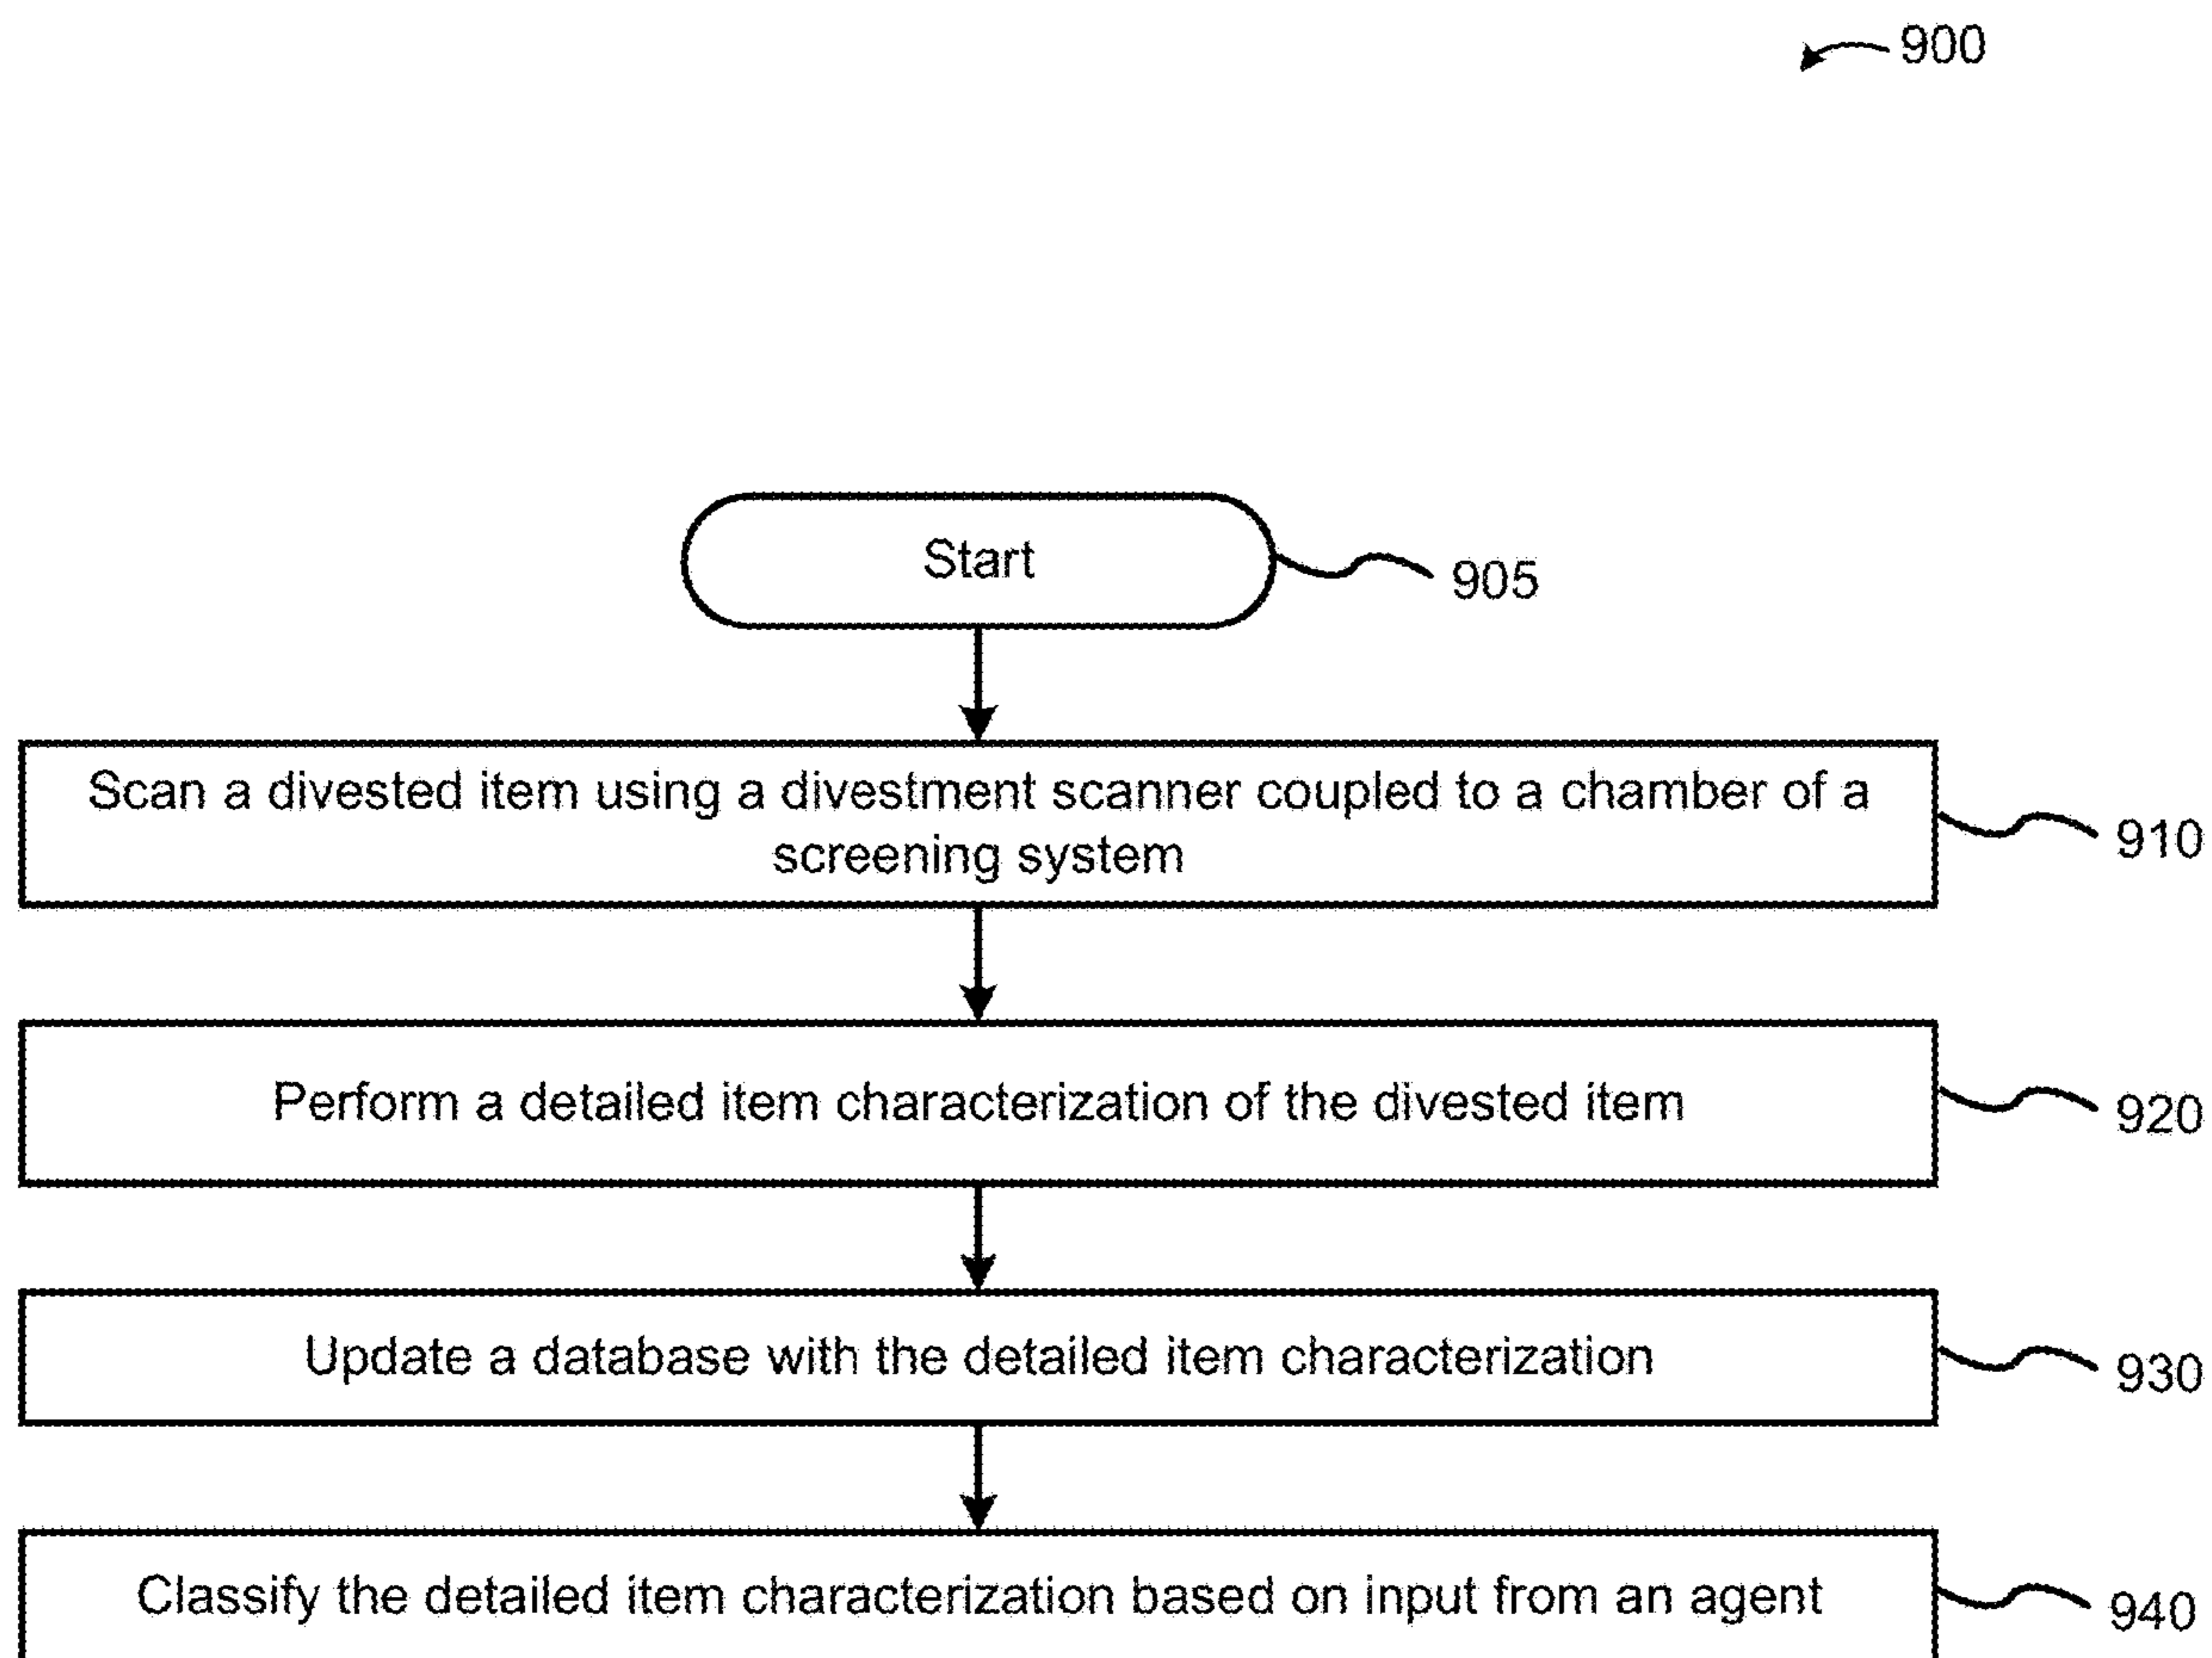 900
Start
905
Scan a divested item using a divestment scanner coupled to a chamber of a
screening system
910
Perform a detailed item characterization of the divested item
920
Update a database with the detailed item characterization
930
Classify the detailed item characterization based on input from an agent
940